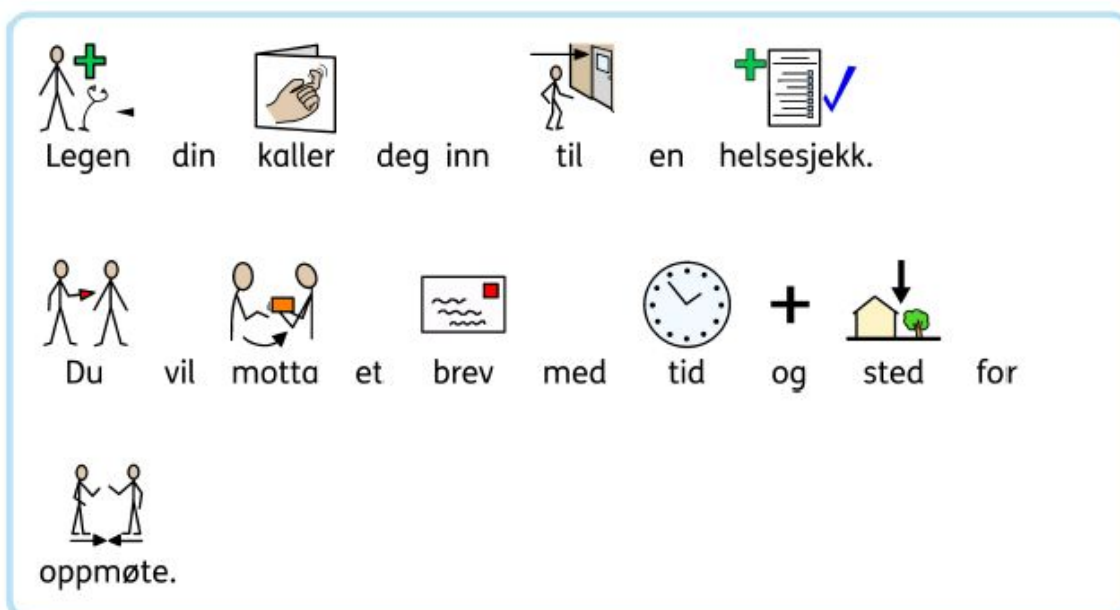 Legen din kaller deg inn til en helsesjekk.
Du vil motta et brev med tid og sted for
oppmøte.